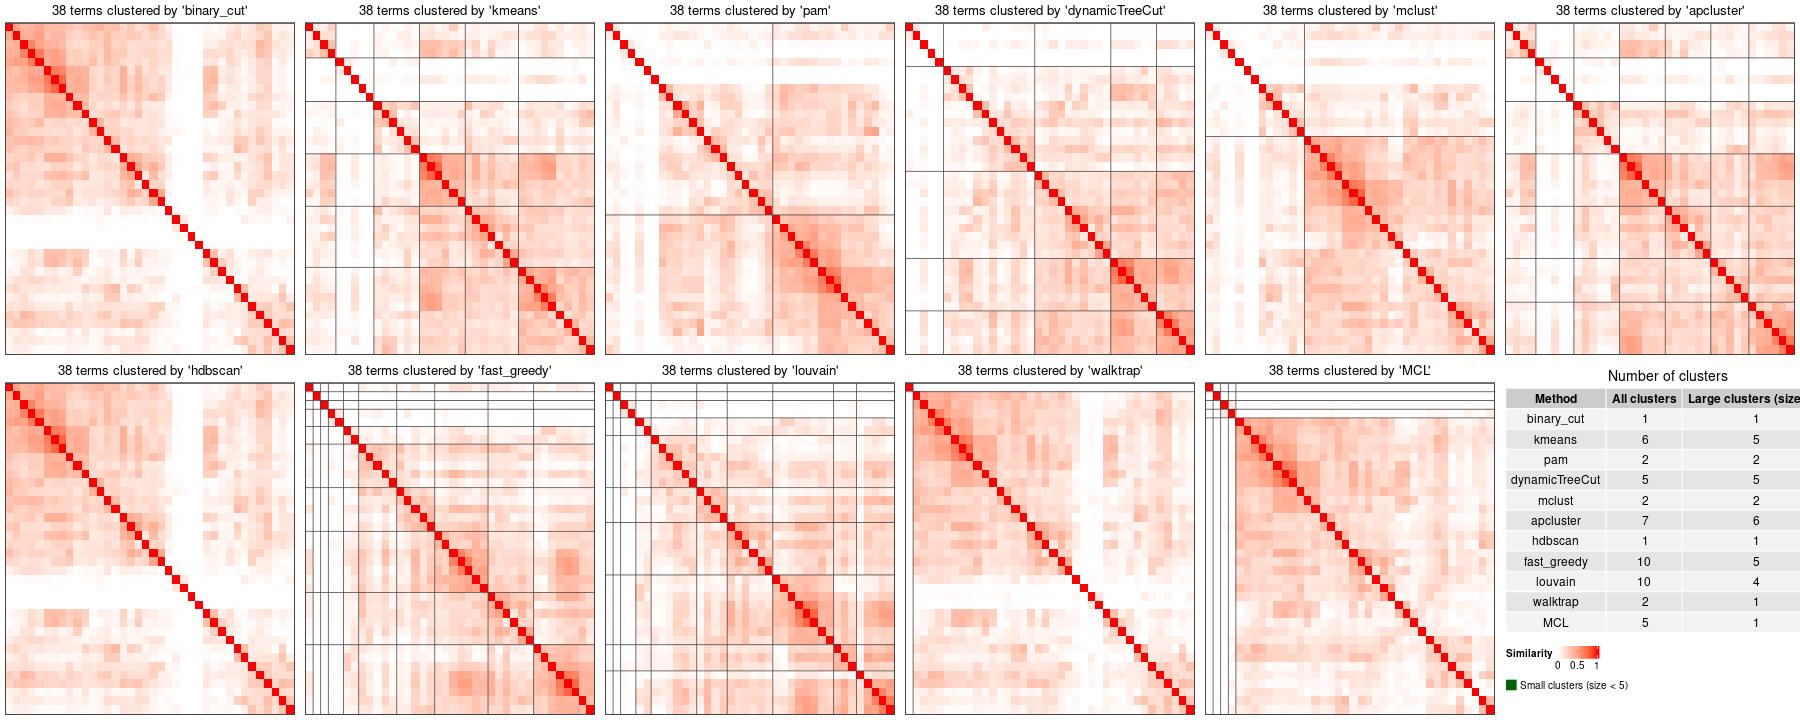 38 terms clustered by 'binary_cut'
38 terms clustered by 'kmeans'
38 terms clustered by 'pam'
38 terms clustered by 'dynamicTreeCut'
38 terms clustered by 'mclust'
38 terms clustered by 'apcluster'
38 terms clustered by 'hdbscan'
38 terms clustered by 'fast_greedy'
38 terms clustered by 'louvain'
38 terms clustered by 'walktrap'
38 terms clustered by 'MCL'
Number of clusters
Method All clusters Large clusters (size
binary_cut 1 1
kmeans 6 5
pam 2 2
dynamicTreeCut 5 5
mclust 2 2
apcluster 7 6
hdbscan 1 1
fast_greedy 10 5
louvain 10 4
walktrap 2 1
MCL 5 1
Similarity
0 0.5 1
Small clusters (size < 5)